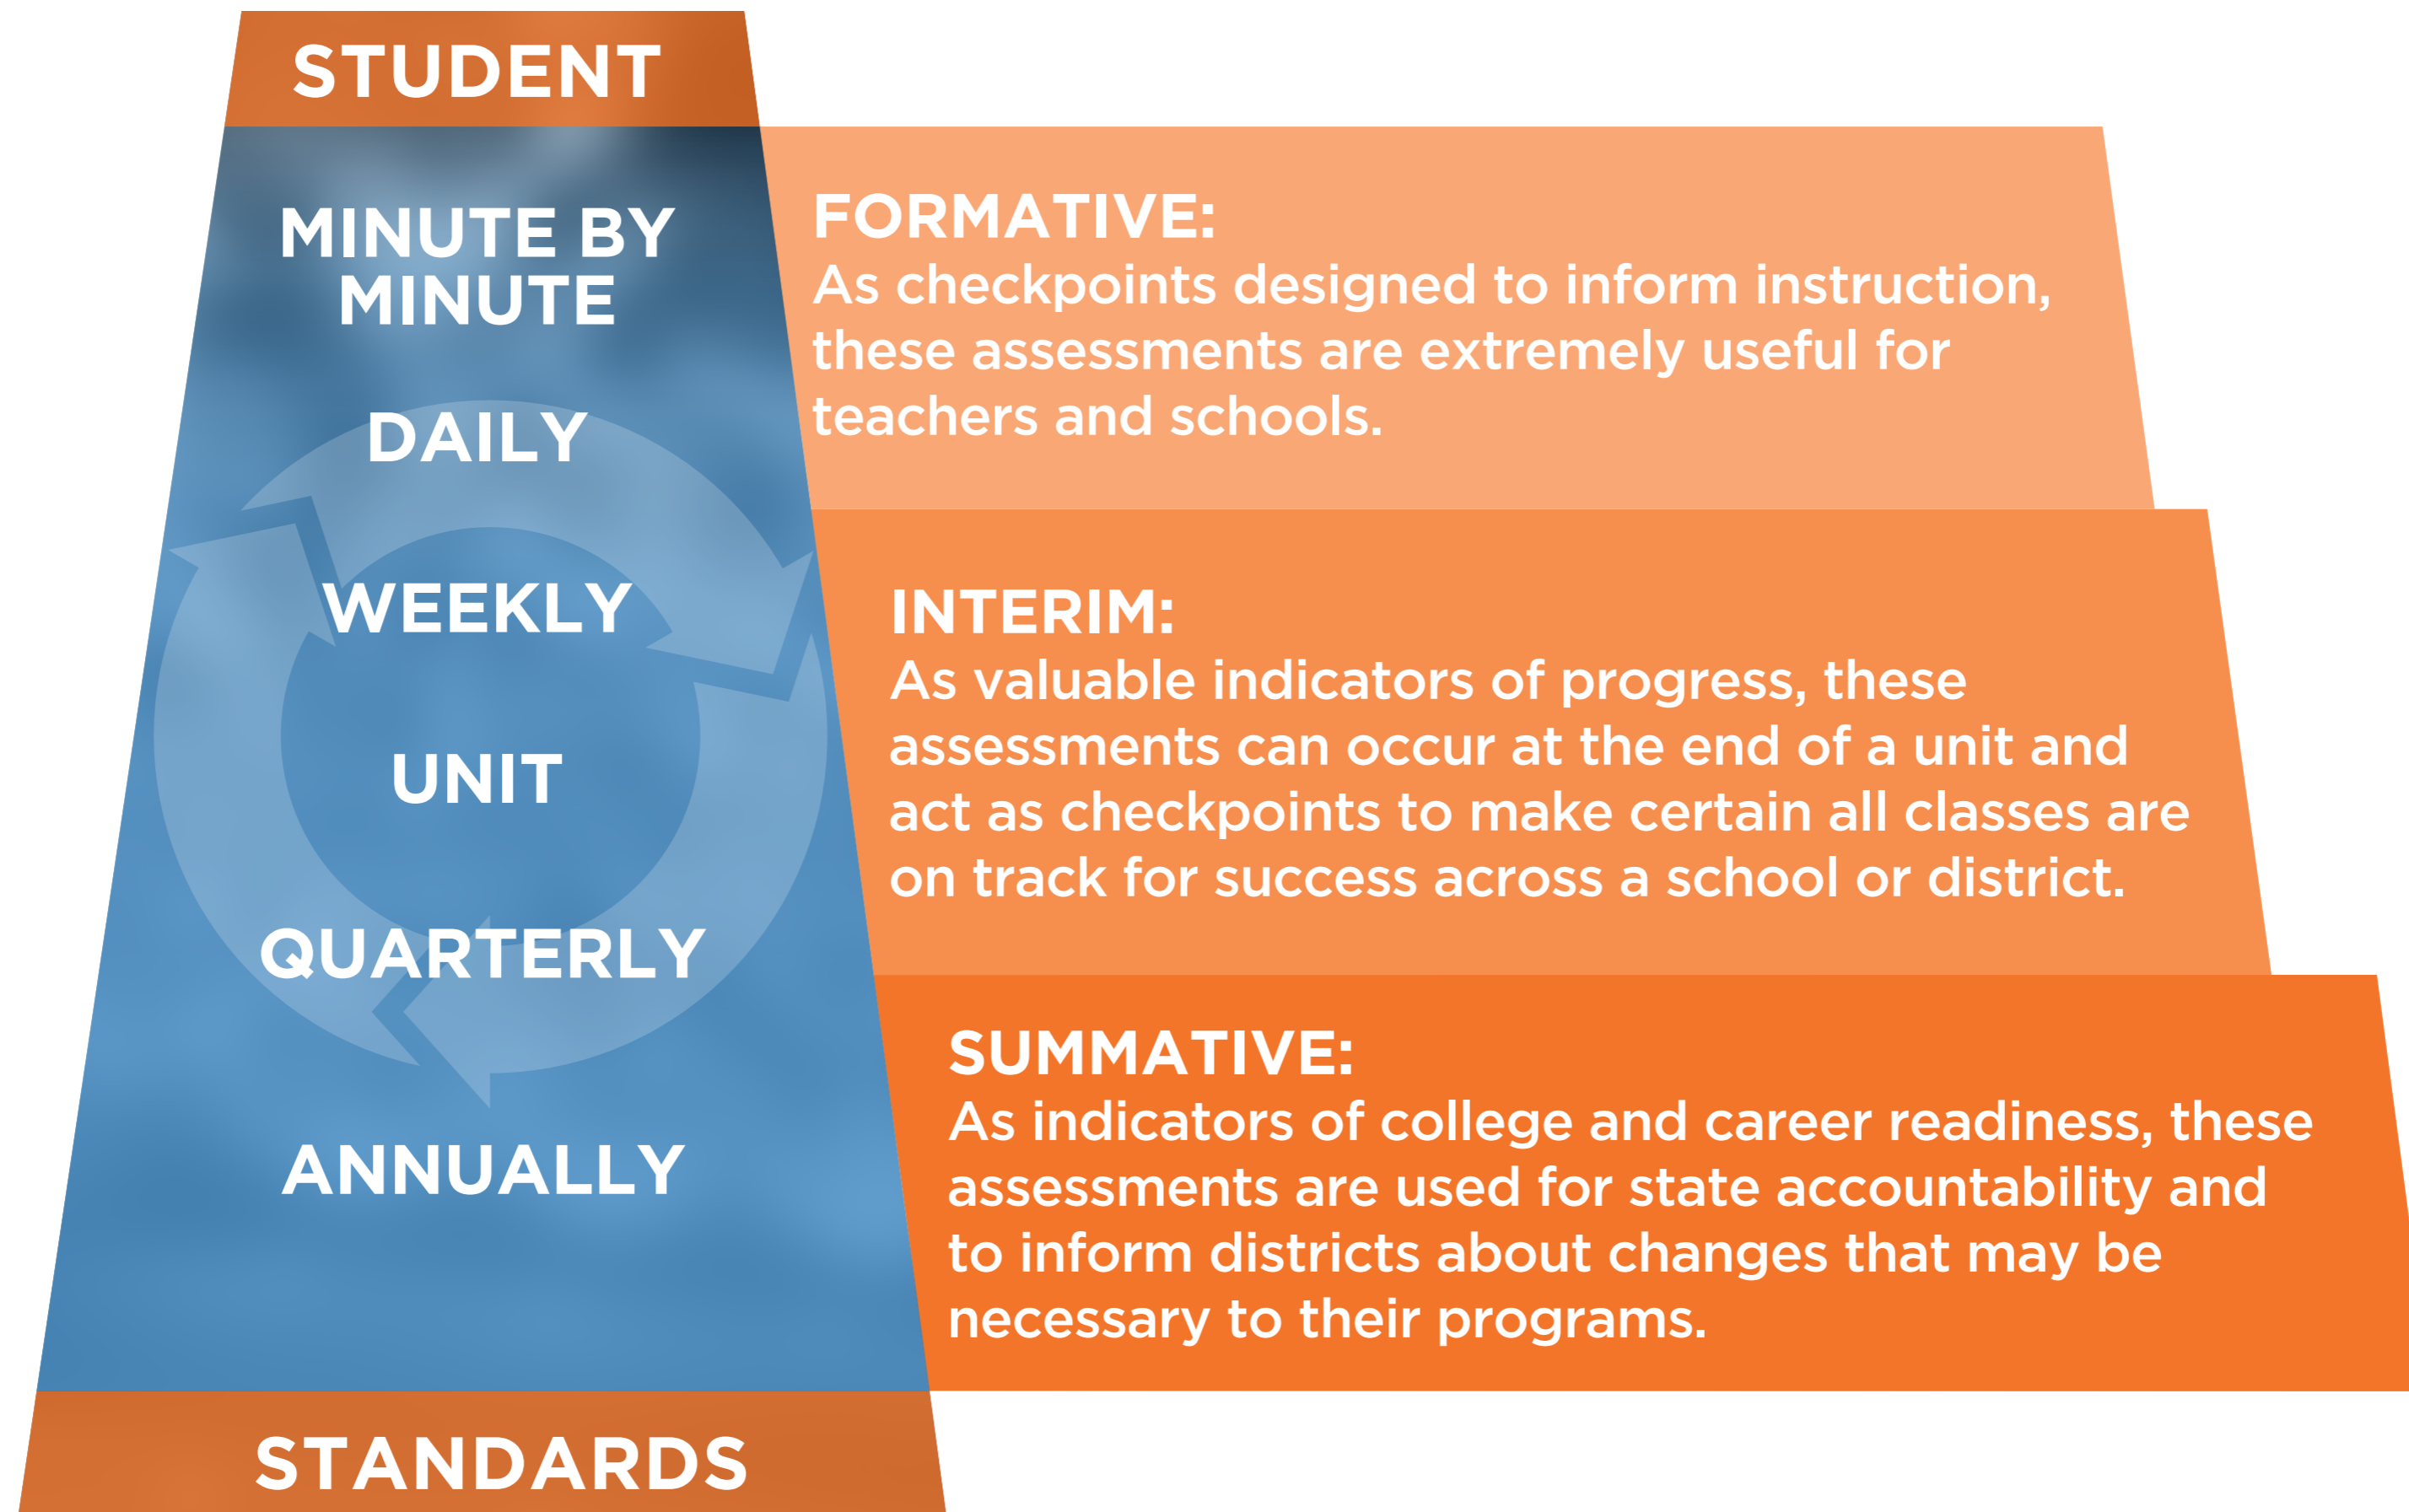 STUDENT
MINUTE BY
MINUTE
DAILY
WEEKLY
UNIT
QUARTERLY
ANNUALLY
STANDARDS
FORMATIVE:
As checkpoints designed to inform instruction,
these assessments are extremely useful for
teachers and schools.
INTERIM:
As valuable indicators of progress, these
assessments can occur at the end of a unit and
act as checkpoints to make certain all classes are
on track for success across a school or district.
SUMMATIVE:
As indicators of college and career readiness, these
assessments are used for state accountability and
to inform districts about changes that may be
necessary to their programs.